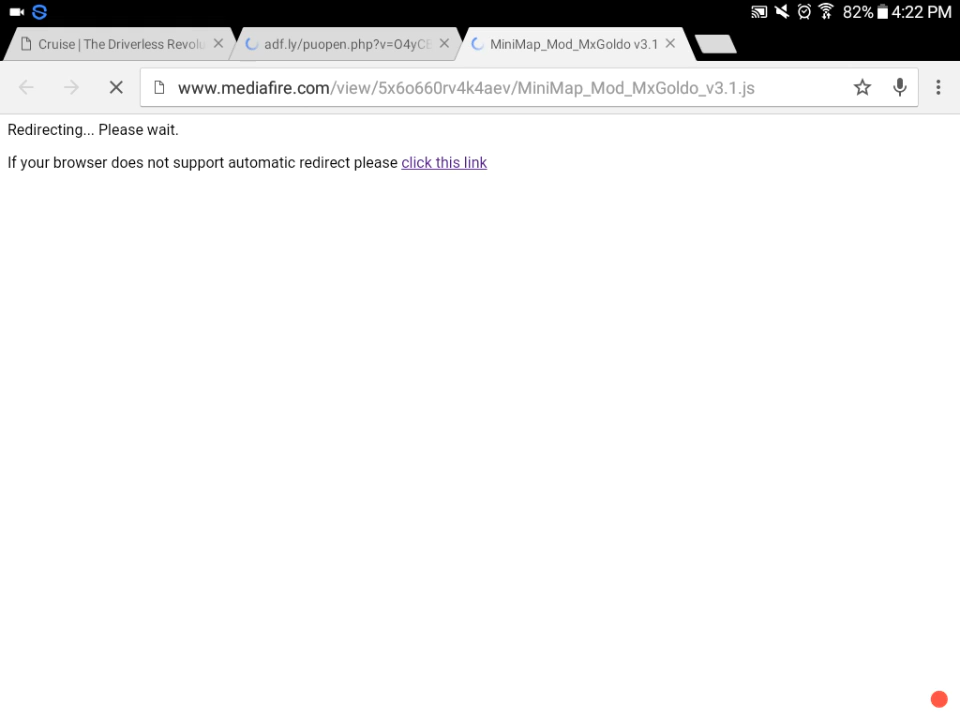 82% 4:22 PM
Cruise | The Driverless Revolu
adf.ly/puopen.php?v=O4yCE
MiniMap_Mod_MxGoldo v3.1
www.mediafire.com/view/5x6o660rv4k4aev/MiniMap_Mod_MxGoldo_v3.1.js
Redirecting... Please wait.
If your browser does not support automatic redirect please click this link